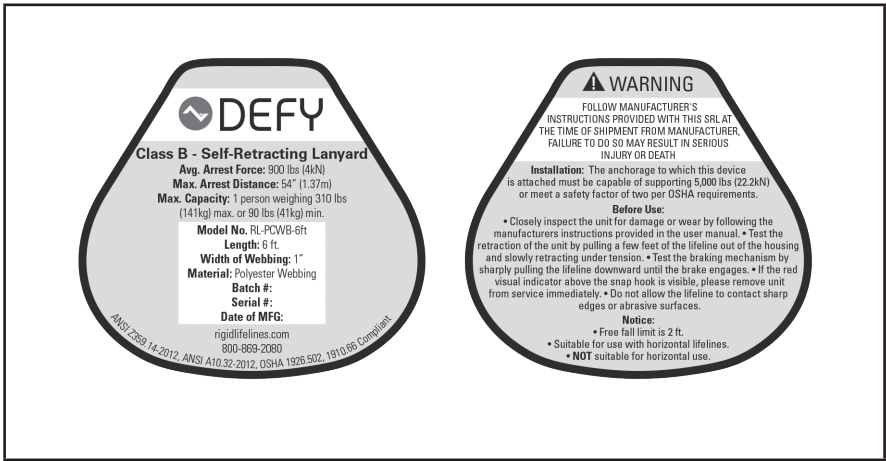 DEFY
Class B - Self-Retracting Lanyard
Avg. Arrest Force: 900 lbs (4kN)
Max. Arrest Distance: 54” (1.37m)
Max. Capacity: 1 person weighing 310 lbs
(141kg) max. or 90 lbs (41kg) min.
Model No. RL-PCWB-6ft
Length: 6 ft.
Width of Webbing: 1”
Material: Polyester Webbing
Batch #:
Serial #:
Date of MFG:
rigidlifelines.com
800-869-2080
ANSI Z359.14-2012, ANSI A10.32-2012, OSHA 1926.502, 1910.66 Compliant
WARNING
FOLLOW MANUFACTURER'S
INSTRUCTIONS PROVIDED WITH THIS SRL AT
THE TIME OF SHIPMENT FROM MANUFACTURER,
FAILURE TO DO SO MAY RESULT IN SERIOUS
INJURY OR DEATH
Installation: The anchorage to which this device
is attached must be capable of supporting 5,000 lbs (22.2kN)
or meet a safety factor of two per OSHA requirements.
Before Use:
• Closely inspect the unit for damage or wear by following the
manufacturers instructions provided in the user manual. • Test the
retraction of the unit by pulling a few feet of the lifeline out of the housing
and slowly retracting under tension. • Test the braking mechanism by
sharply pulling the lifeline downward until the brake engages. • If the red
visual indicator above the snap hook is visible, please remove unit
from service immediately. • Do not allow the lifeline to contact sharp
edges or abrasive surfaces.
Notice:
• Free fall limit is 2 ft.
• Suitable for use with horizontal lifelines.
• NOT suitable for horizontal use.